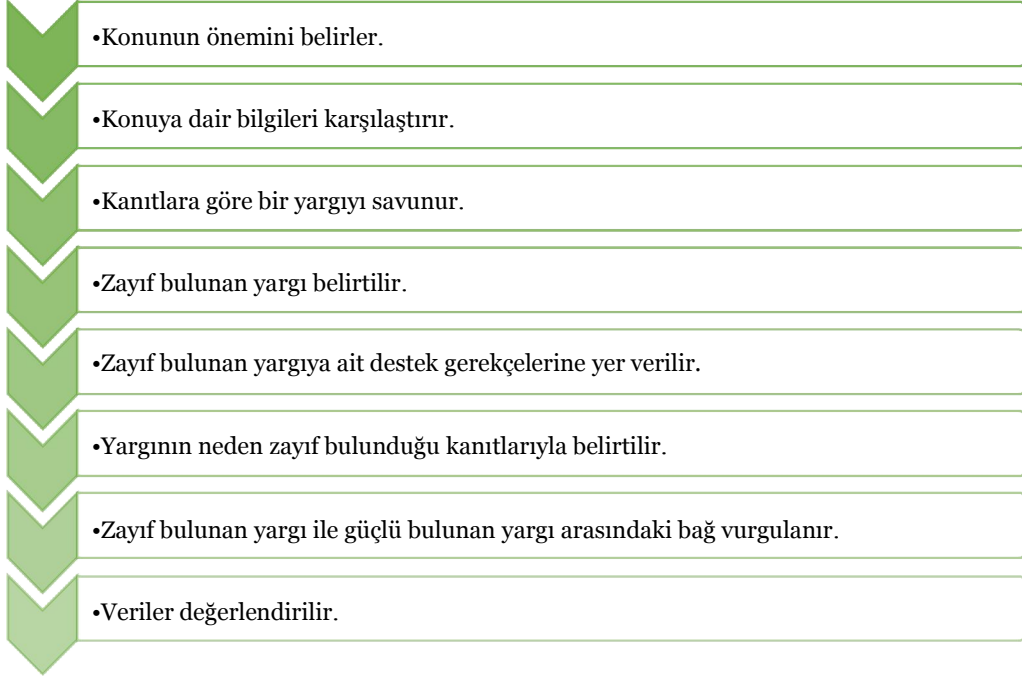 •Konunun önemini belirler.
•Konuya dair bilgileri karşılaştırır.
•Kanıtlara göre bir yargıyı savunur.
•Zayıf bulunan yargı belirtilir.
•Zayıf bulunan yargıya ait destek gerekçelerine yer verilir.
•Yargının neden zayıf bulunduğu kanıtlarıyla belirtilir.
•Zayıf bulunan yargı ile güçlü bulunan yargı arasındaki bağ vurgulanır.
•Veriler değerlendirilir.